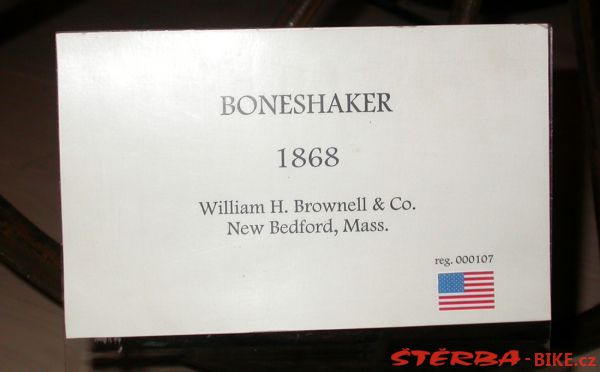 BONESHAKER
1868
William H. Brownell & Co.
New Bedford, Mass.
reg. 000107
ŠTĚRBA-BIKE.cz